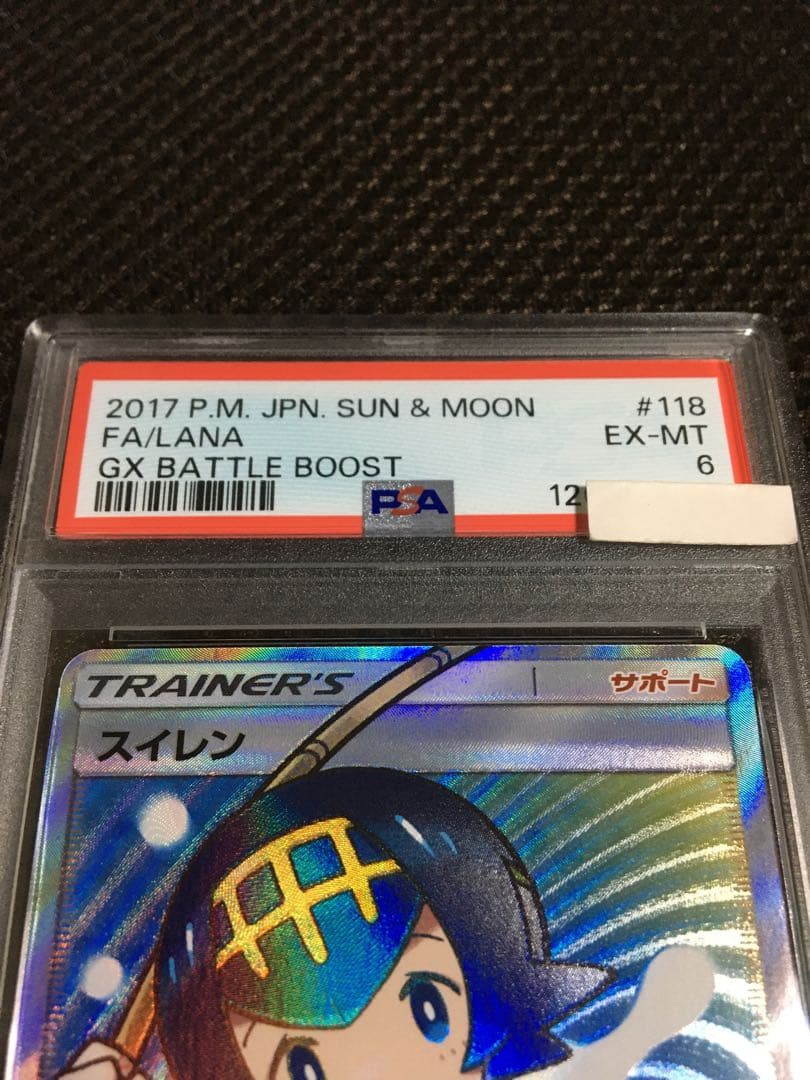 2017 P.M. JPN. SUN & MOON #118
FA/LANA EX-MT
GX BATTLE BOOST 6
PSA 12
TRAINER'S サポート
スイレン